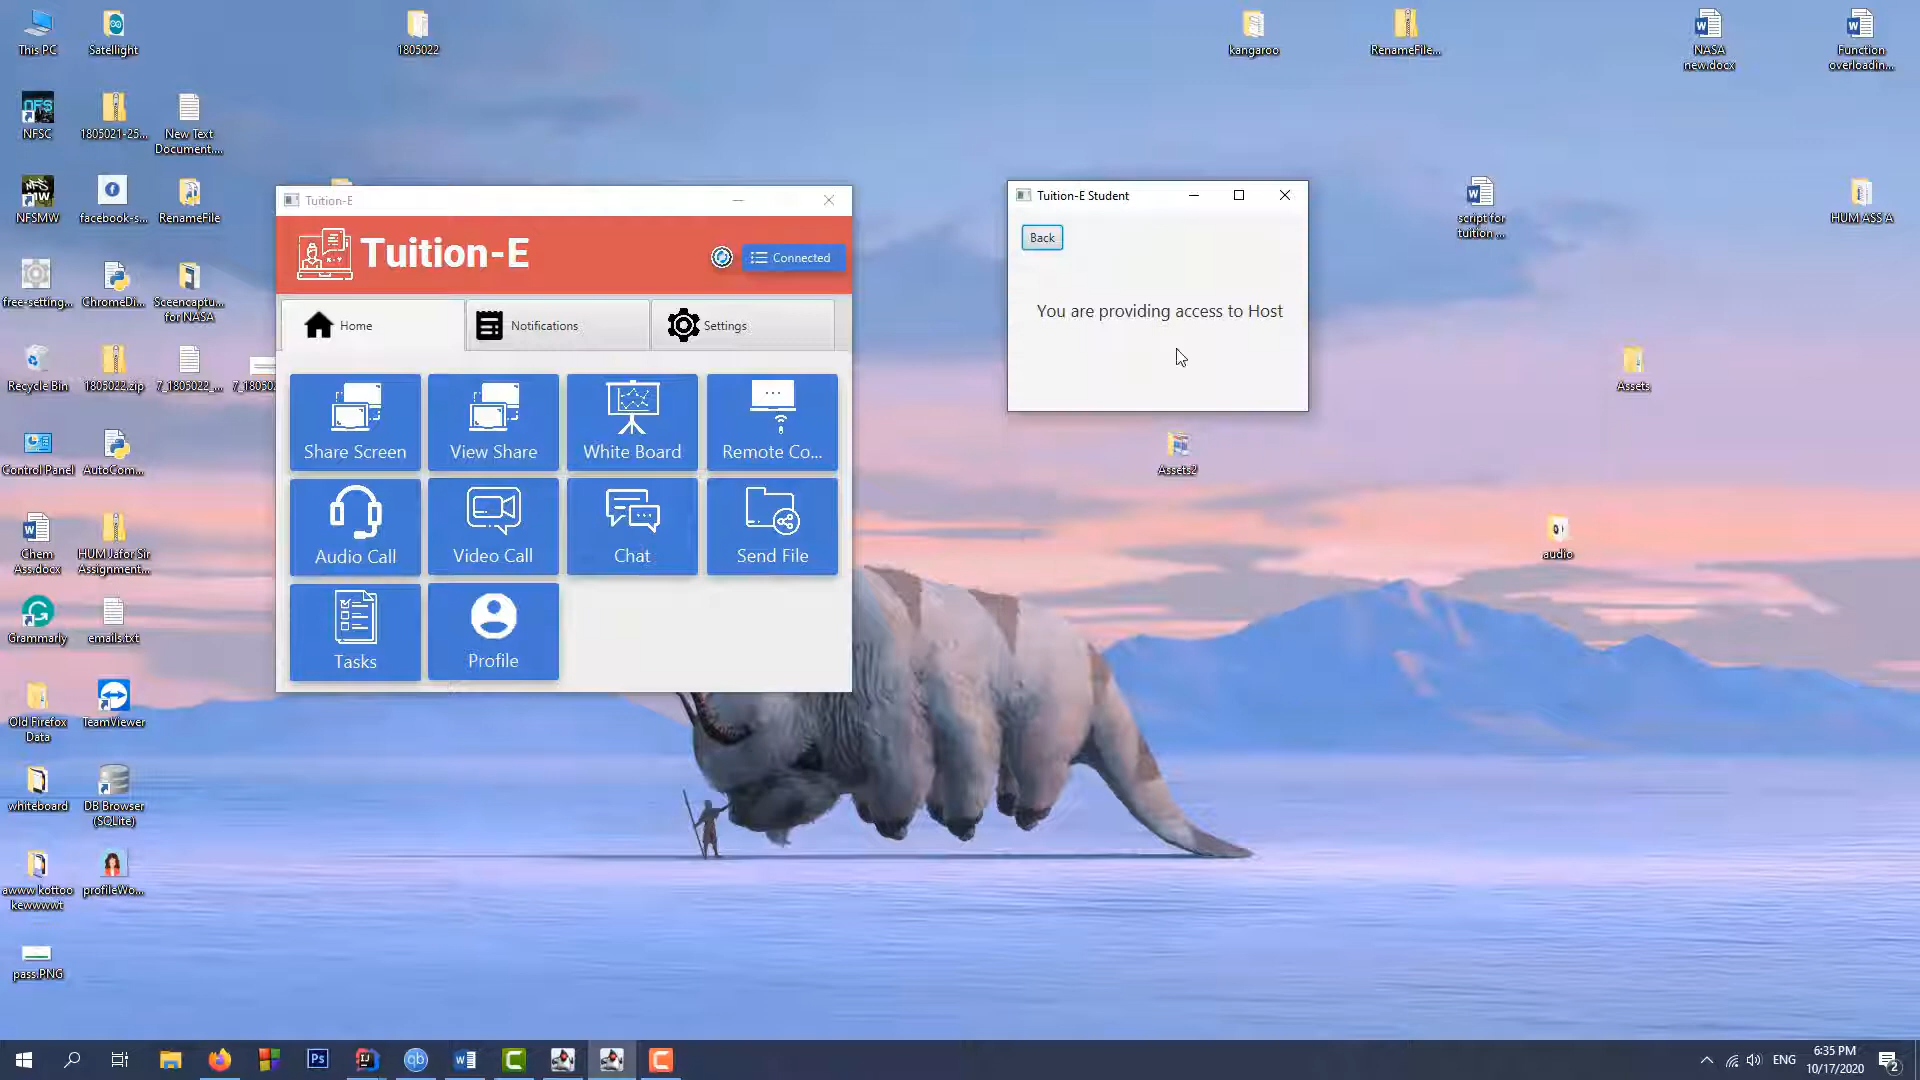 This PC
Satellight
1805022
kangaroo
RenameFile...
NASA
new.docx
Function
overloadin...
NFSC
1805021-25...
New Text
Document....
NFSMW
facebook-s...
RenameFile
script for
tuition ...
HUM ASS A
free-setting...
ChromeDi...
Sceencaptu...
for NASA
Recycle Bin
1805022.zip
7_1805022_...
7_18050
Assets
Control Panel
AutoCom...
Assets2
Chem
Ass.docx
HUM Jafor Sir
Assignment...
audio
Grammarly
emails.txt
Old Firefox
Data
TeamViewer
whiteboard
DB Browser
(SQLite)
awww kottoo
kewwwwt
profileWo...
pass.PNG
Tuition-E
Tuition-E
Connected
Home
Notifications
Settings
Share Screen
View Share
White Board
Remote Co...
Audio Call
Video Call
Chat
Send File
Tasks
Profile
Tuition-E Student
Back
You are providing access to Host
ENG
6:35 PM
10/17/2020
2